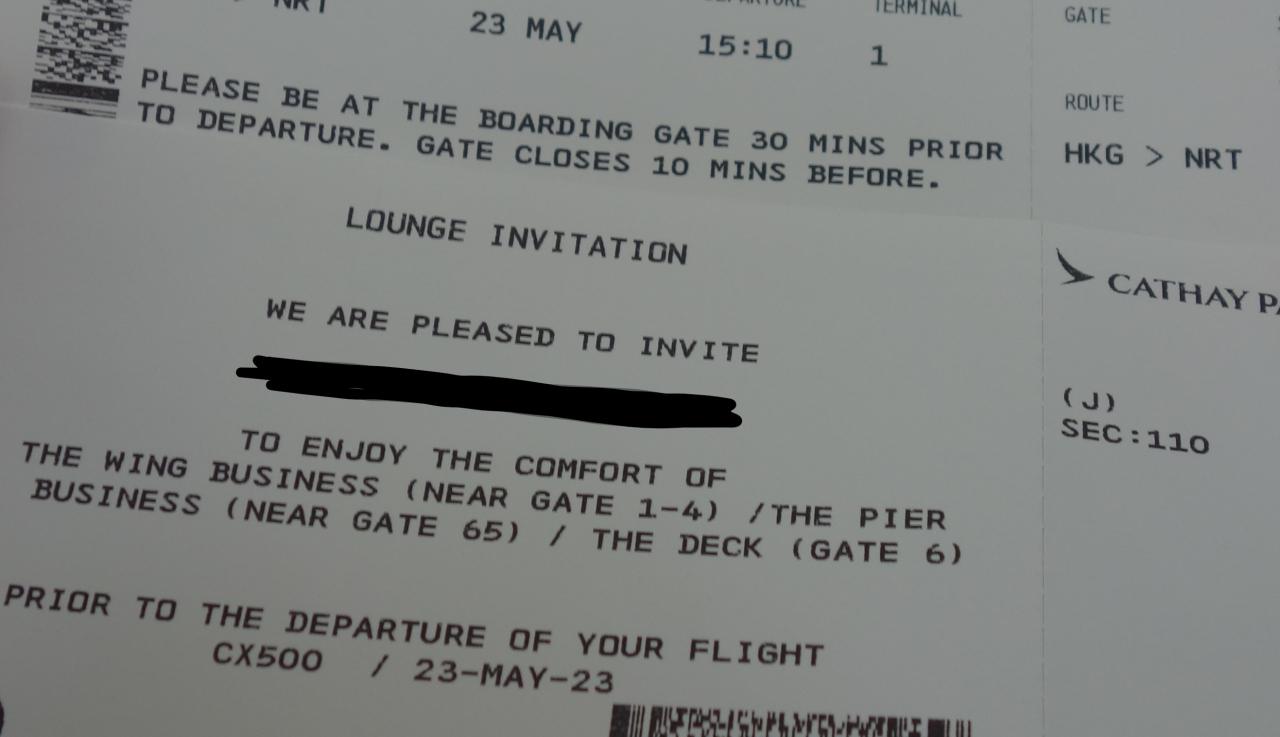 NRT
23 MAY
15:10
TERMINAL
1
PLEASE BE AT THE BOARDING GATE 30 MINS PRIOR
TO DEPARTURE. GATE CLOSES 10 MINS BEFORE.
GATE
ROUTE
HKG > NRT
LOUNGE INVITATION
WE ARE PLEASED TO INVITE
TO ENJOY THE COMFORT OF
THE WING BUSINESS (NEAR GATE 1-4) /THE PIER
BUSINESS (NEAR GATE 65) / THE DECK (GATE 6)
PRIOR TO THE DEPARTURE OF YOUR FLIGHT
CX500 / 23-MAY-23
CATHAY
(J)
SEC:110